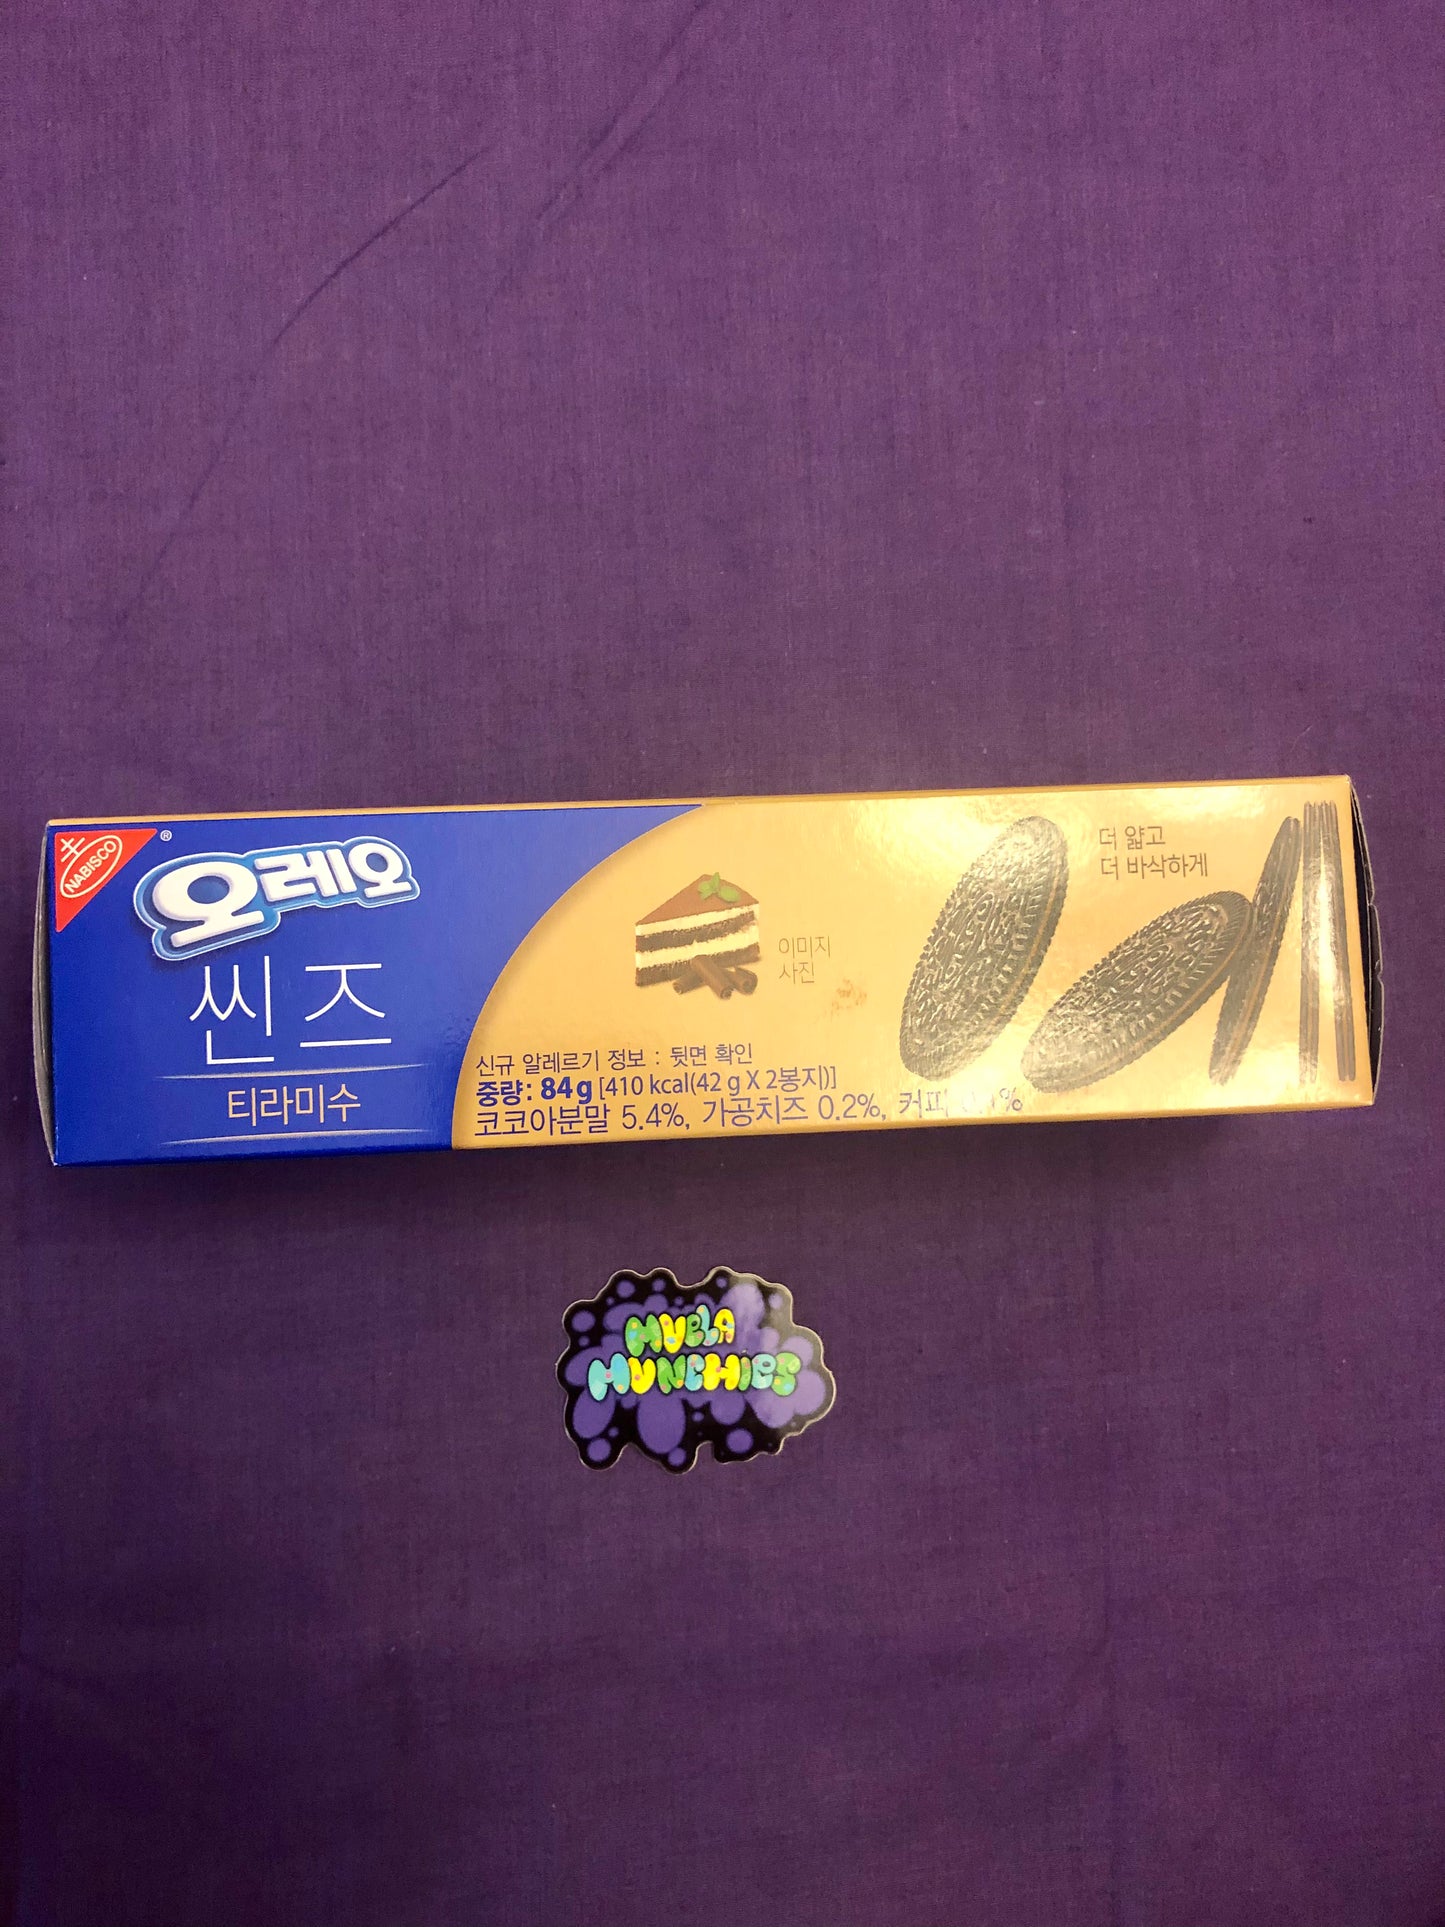 NABISCO
®
오레오
씬즈
티라미수
이미지
사진
더 얇고
더 바삭하게
신규 알레르기 정보 : 뒷면 확인
중량: 84g [410 kcal(42 g X 2봉지)]
코코아분말 5.4%, 가공치즈 0.2%, 커피
MUBLA
MUNCHIES